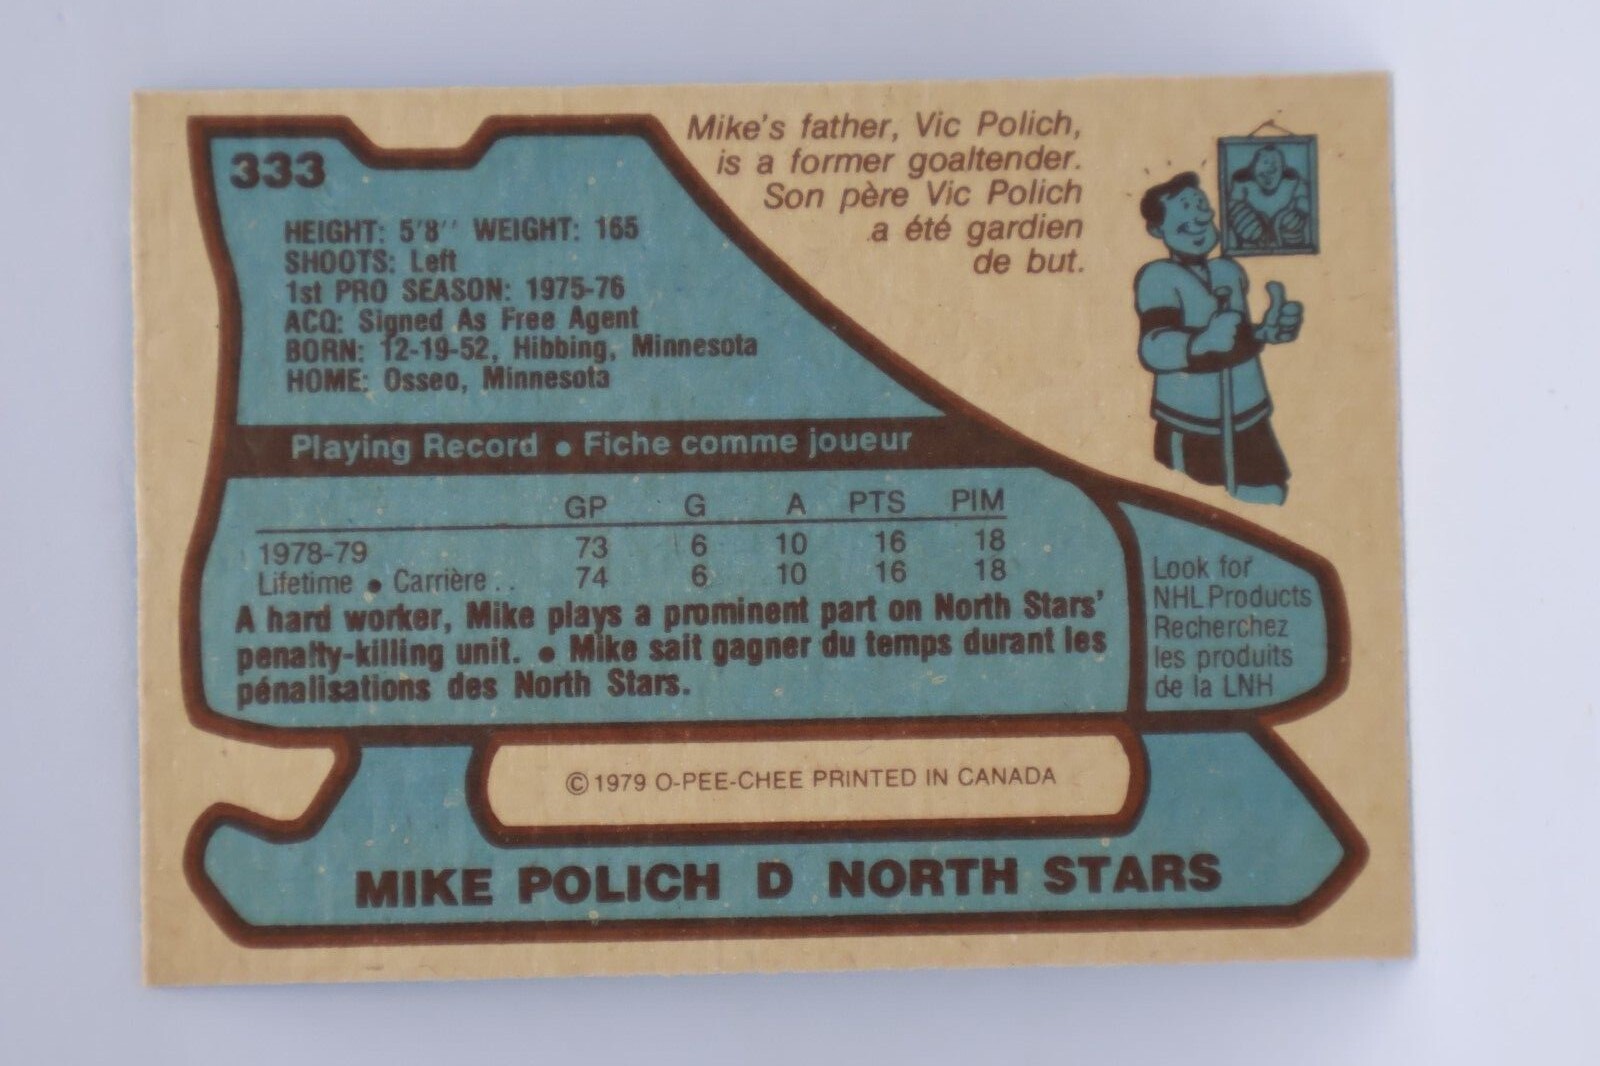 333
Mike's father, Vic Polich,
is a former goaltender.
Son père Vic Polich
a été gardien
de but.
HEIGHT: 5'8'' WEIGHT: 165
SHOOTS: Left
1st PRO SEASON: 1975-76
ACQ: Signed As Free Agent
BORN: 12-19-52, Hibbing, Minnesota
HOME: Osseo, Minnesota
Playing Record • Fiche comme joueur
GP G A PTS PIM
1978-79 73 6 10 16 18
Lifetime • Carrière .. 74 6 10 16 18
A hard worker, Mike plays a prominent part on North Stars'
penalty-killing unit. • Mike sait gagner du temps durant les
pénalisations des North Stars.
Look for
NHL Products
Recherchez
les produits
de la LNH
© 1979 O-PEE-CHEE PRINTED IN CANADA
MIKE POLICH D NORTH STARS